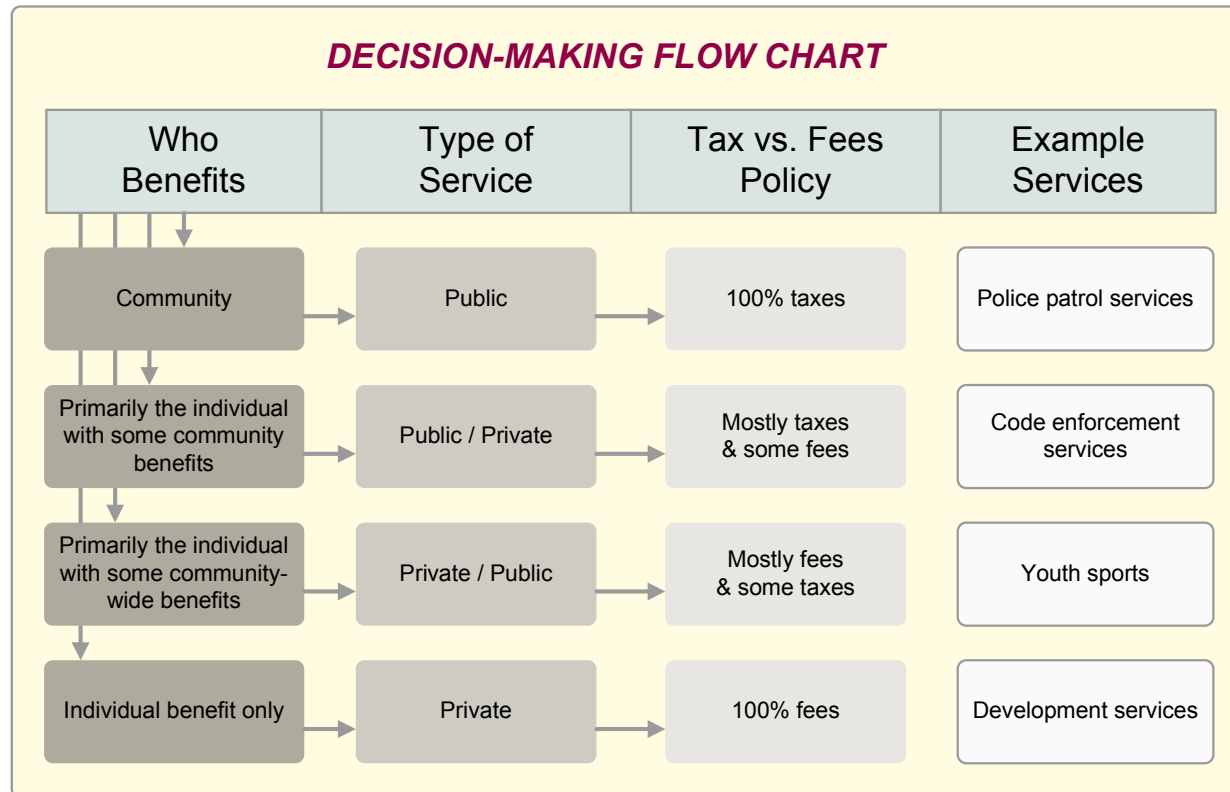 DECISION-MAKING FLOW CHART
Who
Benefits
Type of
Service
Tax vs. Fees
Policy
Example
Services
Community
Public
100% taxes
Police patrol services
Primarily the individual
with some community
benefits
Public / Private
Mostly taxes
& some fees
Code enforcement
services
Primarily the individual
with some community-
wide benefits
Private / Public
Mostly fees
& some taxes
Youth sports
Individual benefit only
Private
100% fees
Development services